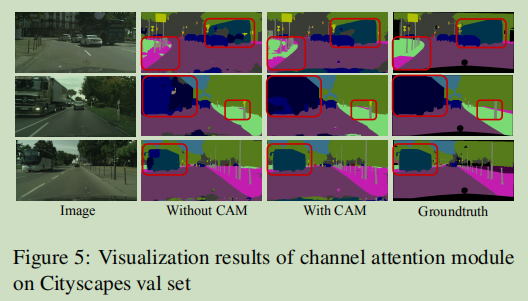 Image Without CAM With CAM Groundtruth
Figure 5: Visualization results of channel attention module
on Cityscapes val set